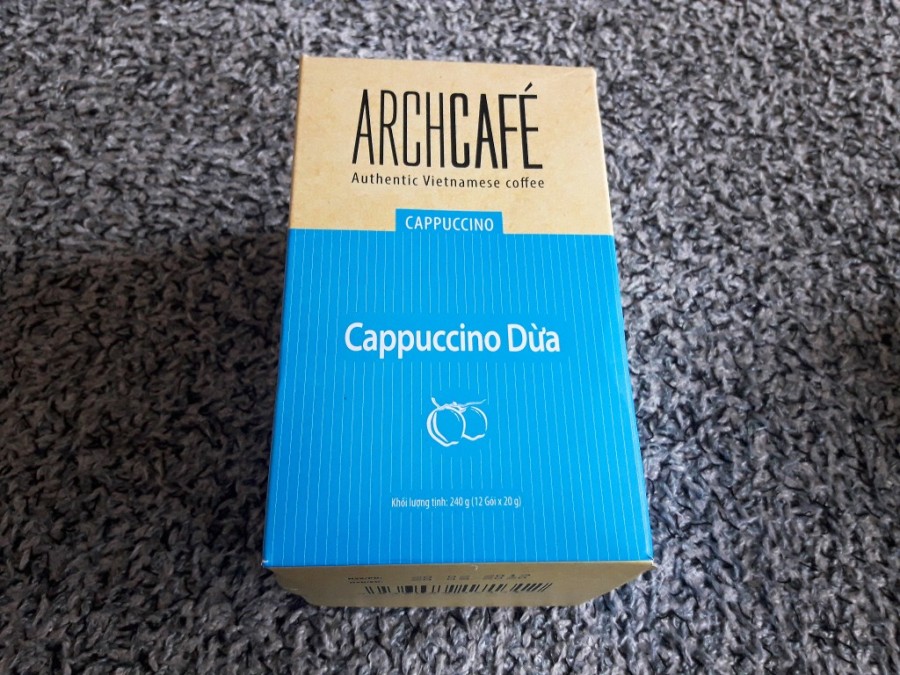 ARCHCAFÉ
Authentic Vietnamese coffee
CAPPUCCINO
Cappuccino Dừa
Khối lượng tịnh: 240 g (12 Gói x 20 g)